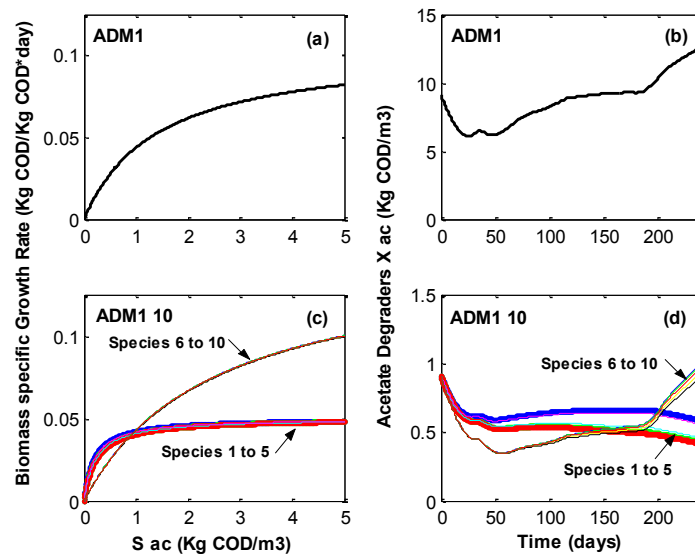 Biomass specific Growth Rate (Kg COD/Kg COD*day)
ADM1 (a)
0.1
0.05
0
0 1 2 3 4 5
Acetate Degraders X ac (Kg COD/m3)
ADM1 (b)
15
10
5
0
0 50 100 150 200
ADM1 10 (c)
Species 6 to 10
Species 1 to 5
0.1
0.05
0
0 1 2 3 4 5
S ac (Kg COD/m3)
ADM1 10 (d)
Species 6 to 10
Species 1 to 5
1.5
1
0.5
0
0 50 100 150 200
Time (days)